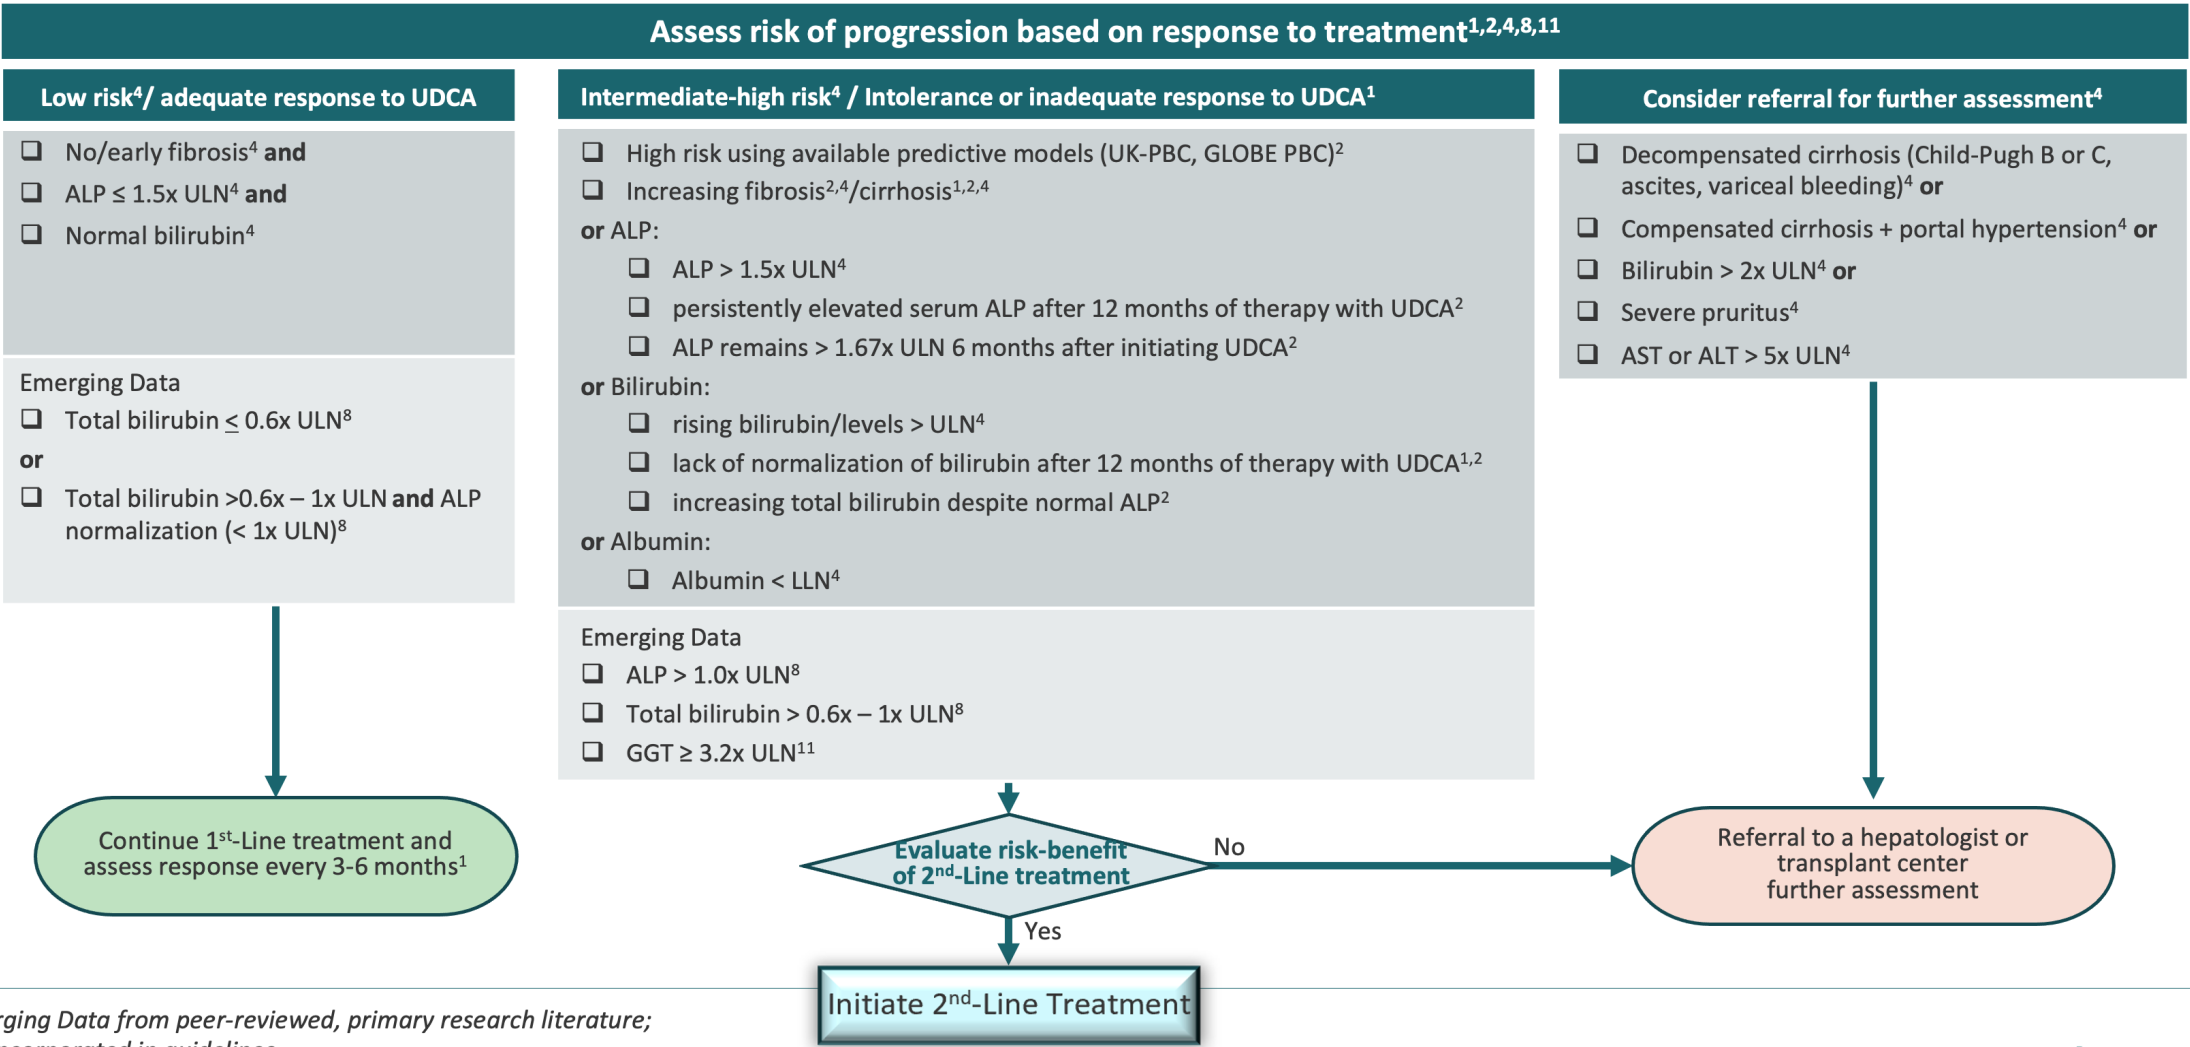 Assess risk of progression based on response to treatment1,2,4,8,11
Low risk4/ adequate response to UDCA
❑ No/early fibrosis4 and
❑ ALP ≤ 1.5x ULN4 and
❑ Normal bilirubin4
Emerging Data
❑ Total bilirubin ≤ 0.6x ULN8
or
❑ Total bilirubin >0.6x – 1x ULN and ALP
normalization (< 1x ULN)8
Continue 1st-Line treatment and
assess response every 3-6 months1
Intermediate-high risk4 / Intolerance or inadequate response to UDCA1
❑ High risk using available predictive models (UK-PBC, GLOBE PBC)2
❑ Increasing fibrosis2,4/cirrhosis1,2,4
or ALP:
❑ ALP > 1.5x ULN4
❑ persistently elevated serum ALP after 12 months of therapy with UDCA2
❑ ALP remains > 1.67x ULN 6 months after initiating UDCA2
or Bilirubin:
❑ rising bilirubin/levels > ULN4
❑ lack of normalization of bilirubin after 12 months of therapy with UDCA1,2
❑ increasing total bilirubin despite normal ALP2
or Albumin:
❑ Albumin < LLN4
Emerging Data
❑ ALP > 1.0x ULN8
❑ Total bilirubin > 0.6x – 1x ULN8
❑ GGT ≥ 3.2x ULN11
Evaluate risk-benefit
of 2nd-Line treatment
No
Yes
Initiate 2nd-Line Treatment
Consider referral for further assessment4
❑ Decompensated cirrhosis (Child-Pugh B or C,
ascites, variceal bleeding)4 or
❑ Compensated cirrhosis + portal hypertension4 or
❑ Bilirubin > 2x ULN4 or
❑ Severe pruritus4
❑ AST or ALT > 5x ULN4
Referral to a hepatologist or
transplant center
further assessment
rging Data from peer-reviewed, primary research literature;